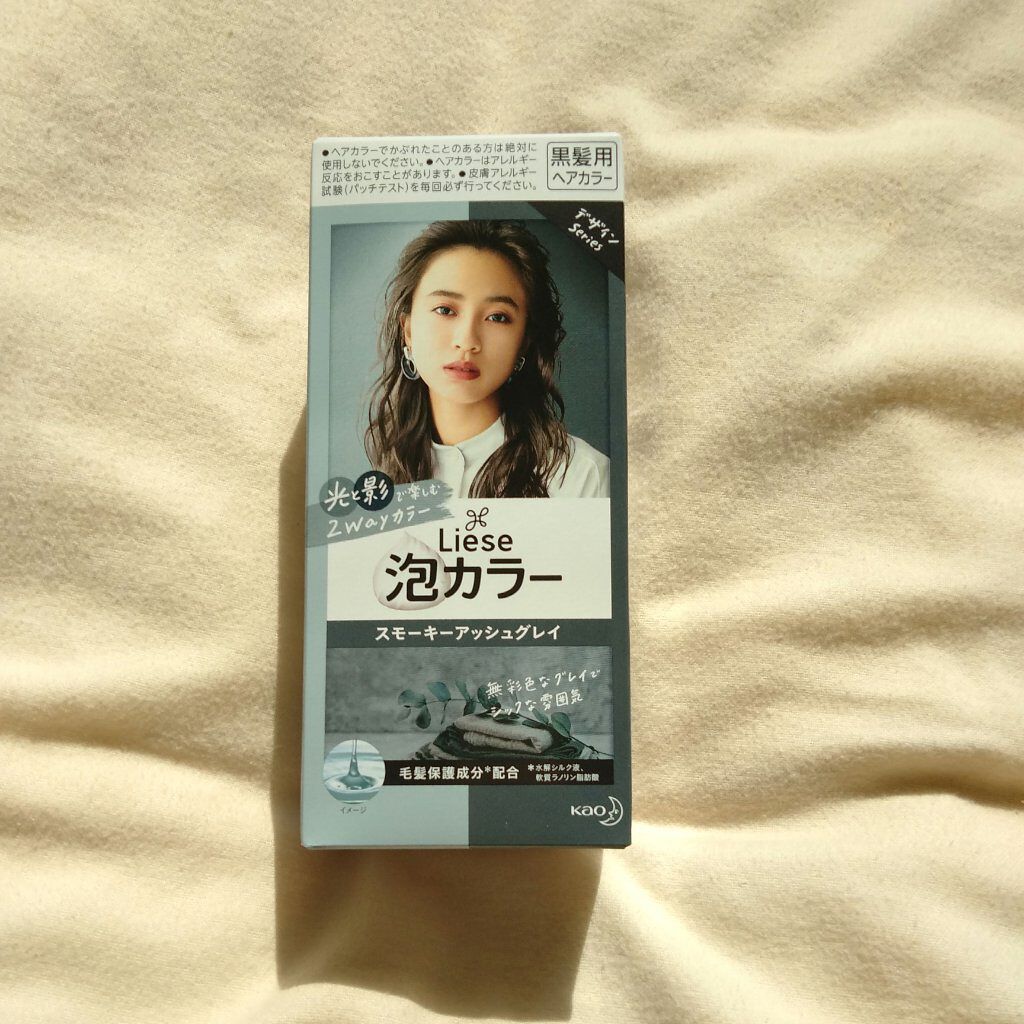 ●ヘアカラーでかぶれたことのある方は絶対に
使用しないでください。●ヘアカラーはアレルギー
反応をおこすことがあります。●皮膚アレルギー
試験(パッチテスト)を毎回必ず行ってください。
黒髪用
ヘアカラー
デザイン
Series
光と影で楽しむ
2Wayカラー
Liese
泡カラー
スモーキーアッシュグレイ
無彩色なグレイで
シックな雰囲気
毛髪保護成分*配合
*水解シルク液、
軟質ラノリン脂肪酸
イメージ
Kao